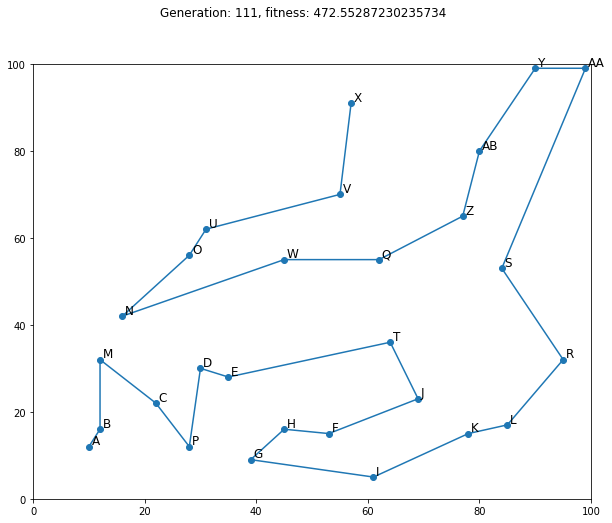 Generation: 111, fitness: 472.55287230235734
100
Y
AA
X
80
AB
V
Z
U
60
O
W
Q
S
N
40
T
M
R
D
E
20
J
C
L
B
H
F
K
P
A
G
I
0
0
20
40
60
80
100